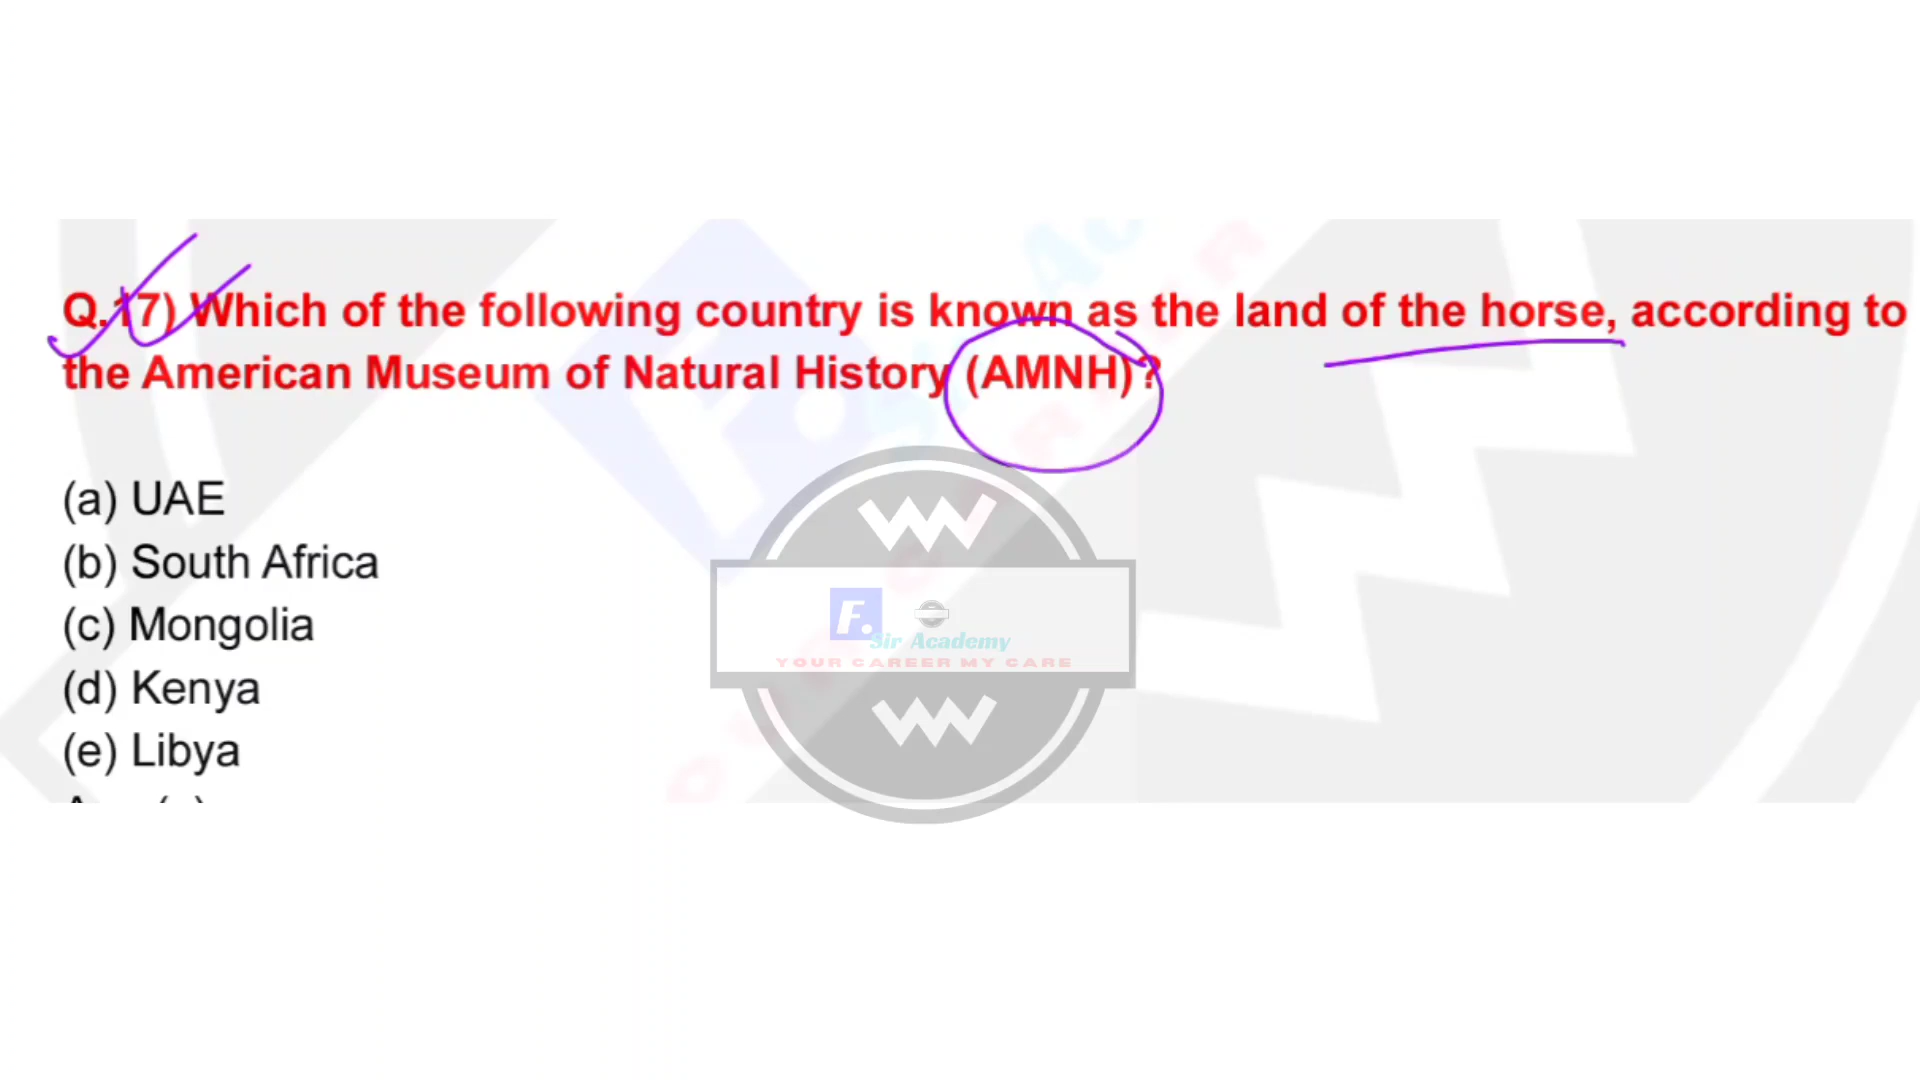 Q.17) Which of the following country is known as the land of the horse, according to
the American Museum of Natural History (AMNH)?
(a) UAE
(b) South Africa
(c) Mongolia
(d) Kenya
(e) Libya
F.
Sir Academy
YOUR CAREER MY CARE